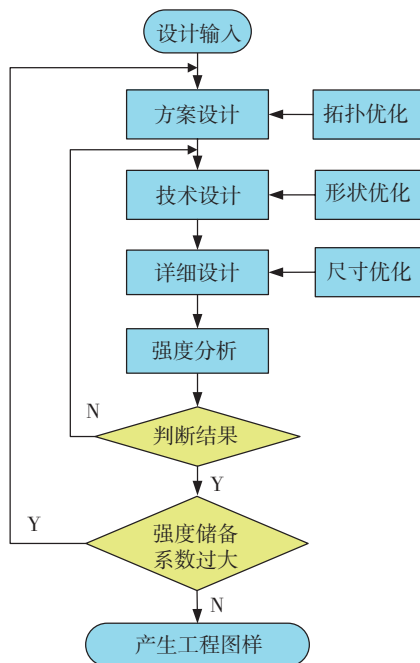 设计输入
方案设计
拓扑优化
技术设计
形状优化
详细设计
尺寸优化
强度分析
N
判断结果
Y
Y
强度储备
系数过大
N
产生工程图样